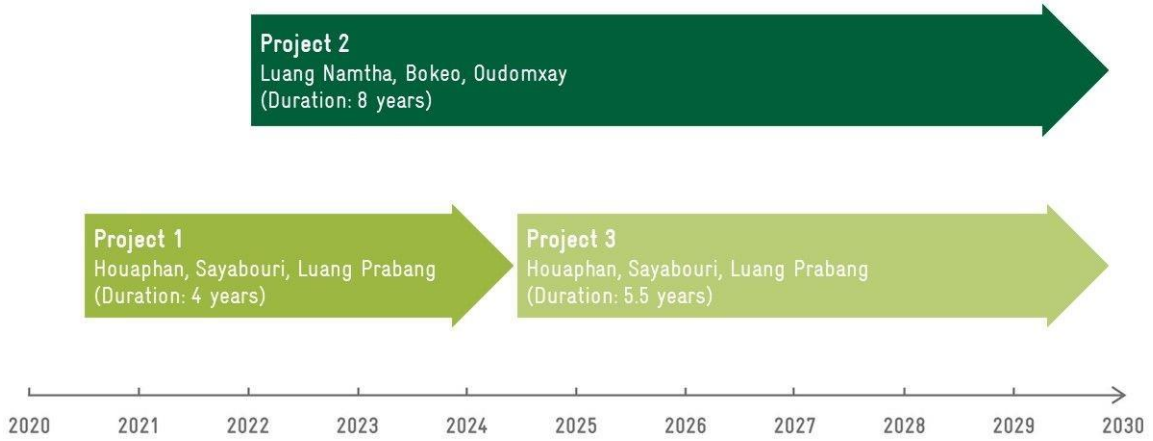 Project 2
Luang Namtha, Bokeo, Oudomxay
(Duration: 8 years)
Project 1
Houaphan, Sayabouri, Luang Prabang
(Duration: 4 years)
Project 3
Houaphan, Sayabouri, Luang Prabang
(Duration: 5.5 years)
2020 2021 2022 2023 2024 2025 2026 2027 2028 2029 2030